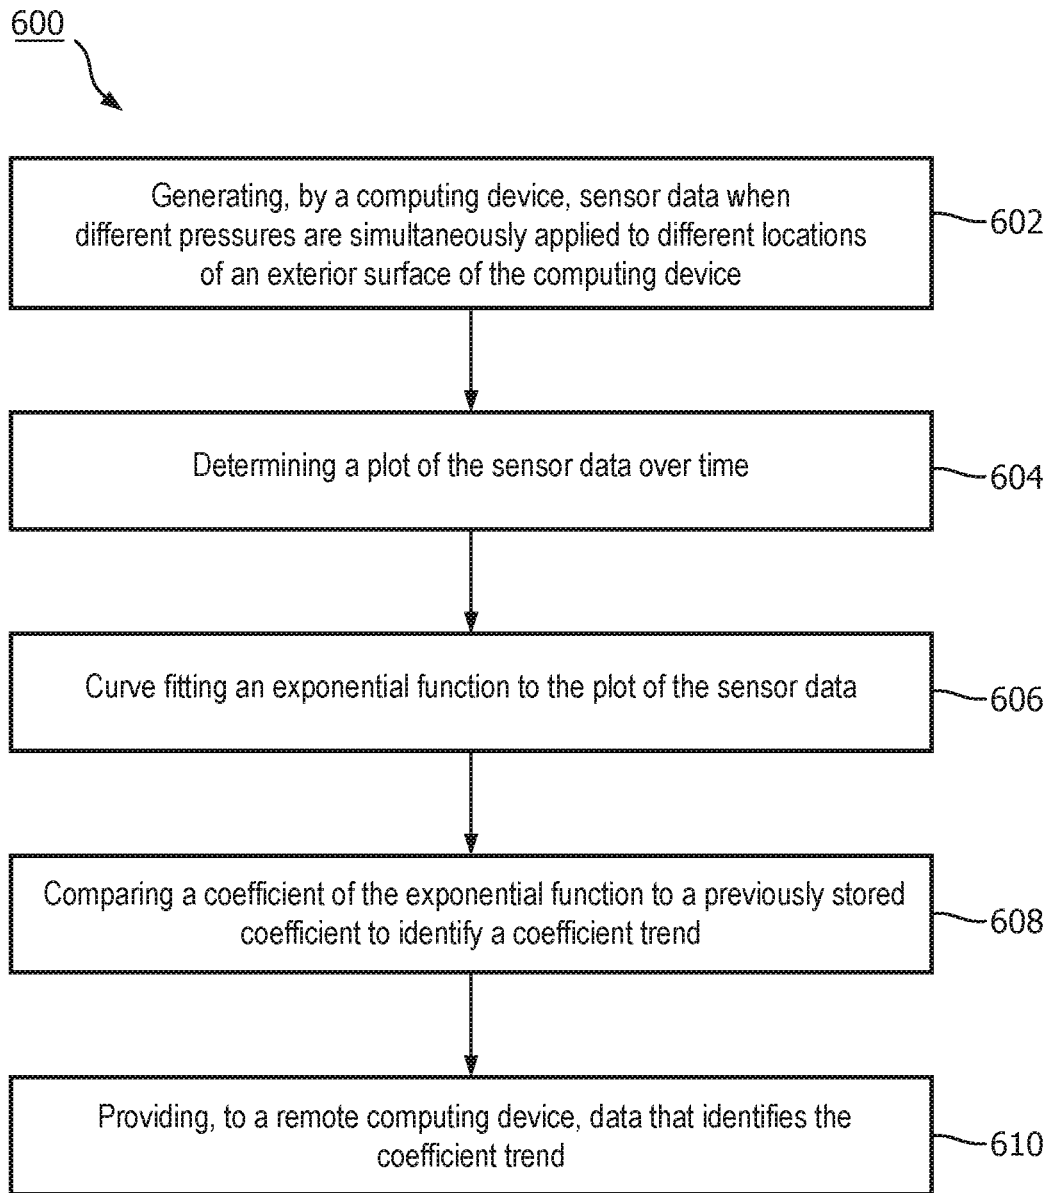 600
Generating, by a computing device, sensor data when
different pressures are simultaneously applied to different locations
of an exterior surface of the computing device
602
Determining a plot of the sensor data over time
604
Curve fitting an exponential function to the plot of the sensor data
606
Comparing a coefficient of the exponential function to a previously stored
coefficient to identify a coefficient trend
608
Providing, to a remote computing device, data that identifies the
coefficient trend
610